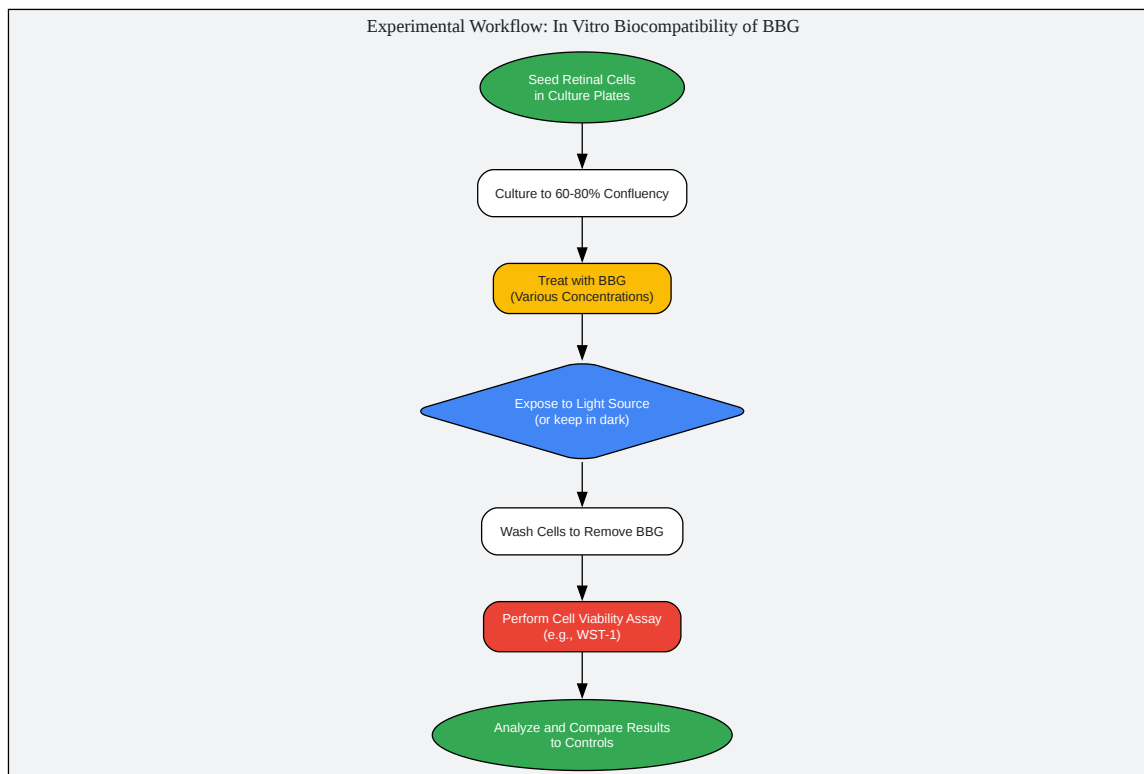 Experimental Workflow: In Vitro Biocompatibility of BBG
Seed Retinal Cells
in Culture Plates
Culture to 60-80% Confluency
Treat with BBG
(Various Concentrations)
Expose to Light Source
(or keep in dark)
Wash Cells to Remove BBG
Perform Cell Viability Assay
(e.g., WST-1)
Analyze and Compare Results
to Controls